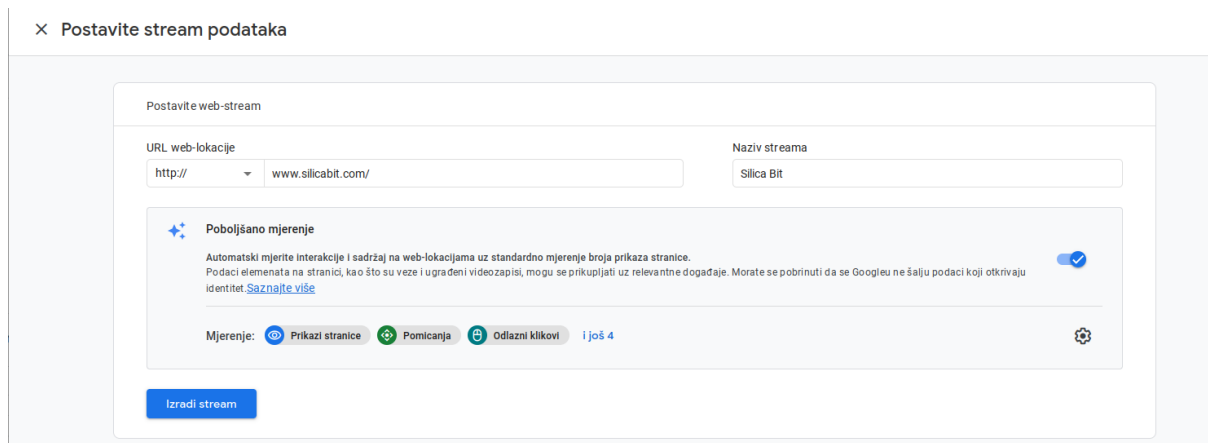 Postavite stream podataka
Postavite web-stream
URL web-lokacije
Naziv streama
http://
www.silicabit.com/
Silica Bit
Poboljšano mjerenje
Automatski mjerite interakcije i sadržaj na web-lokacijama uz standardno mjerenje broja prikaza stranice.
Podaci elemenata na stranici, kao što su veze i ugrađeni videozapisi, mogu se prikupljati uz relevantne događaje. Morate se pobrinuti da se Googleu ne šalju podaci koji otkrivaju
identitet.Saznajte više
Mjerenje: Prikazi stranice Pomicanja Odlazni klikovi i još 4
Izradi stream